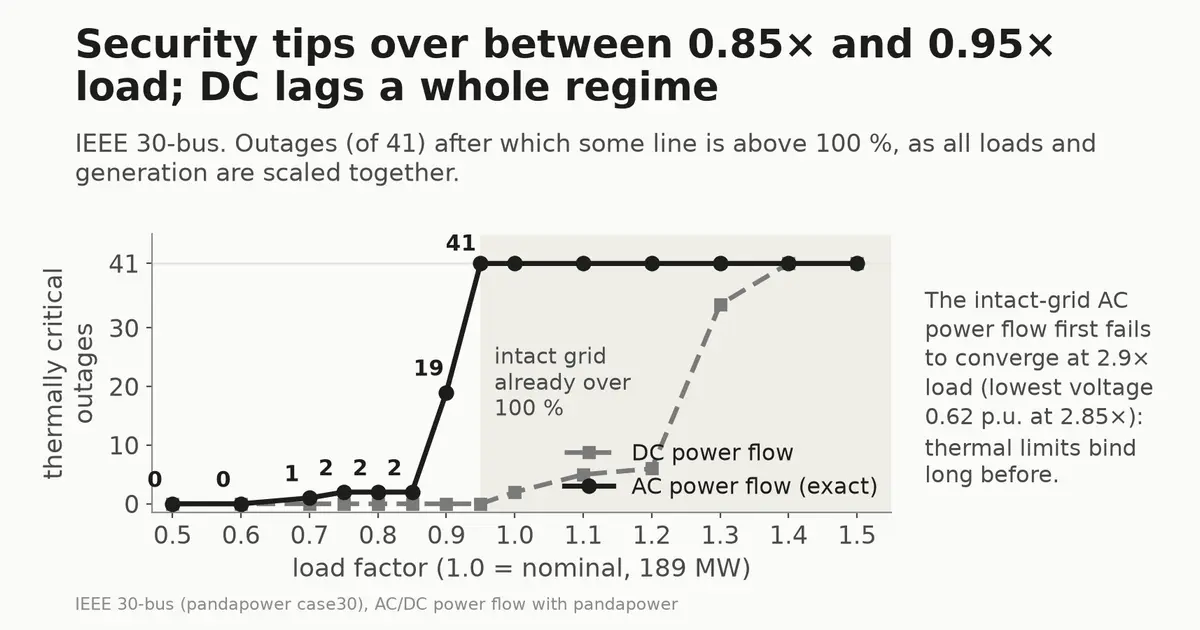 Security tips over between 0.85× and 0.95×
load; DC lags a whole regime
IEEE 30-bus. Outages (of 41) after which some line is above 100 %, as all loads and
generation are scaled together.
thermally critical
outages
41
30
20
10
0
0
0
1
2
2
2
19
41
intact grid
already over
100 %
DC power flow
AC power flow (exact)
0.5
0.6
0.7
0.8
0.9
1.0
1.1
1.2
1.3
1.4
1.5
load factor (1.0 = nominal, 189 MW)
The intact-grid AC
power flow first fails
to converge at 2.9×
load (lowest voltage
0.62 p.u. at 2.85×):
thermal limits bind
long before.
IEEE 30-bus (pandapower case30), AC/DC power flow with pandapower